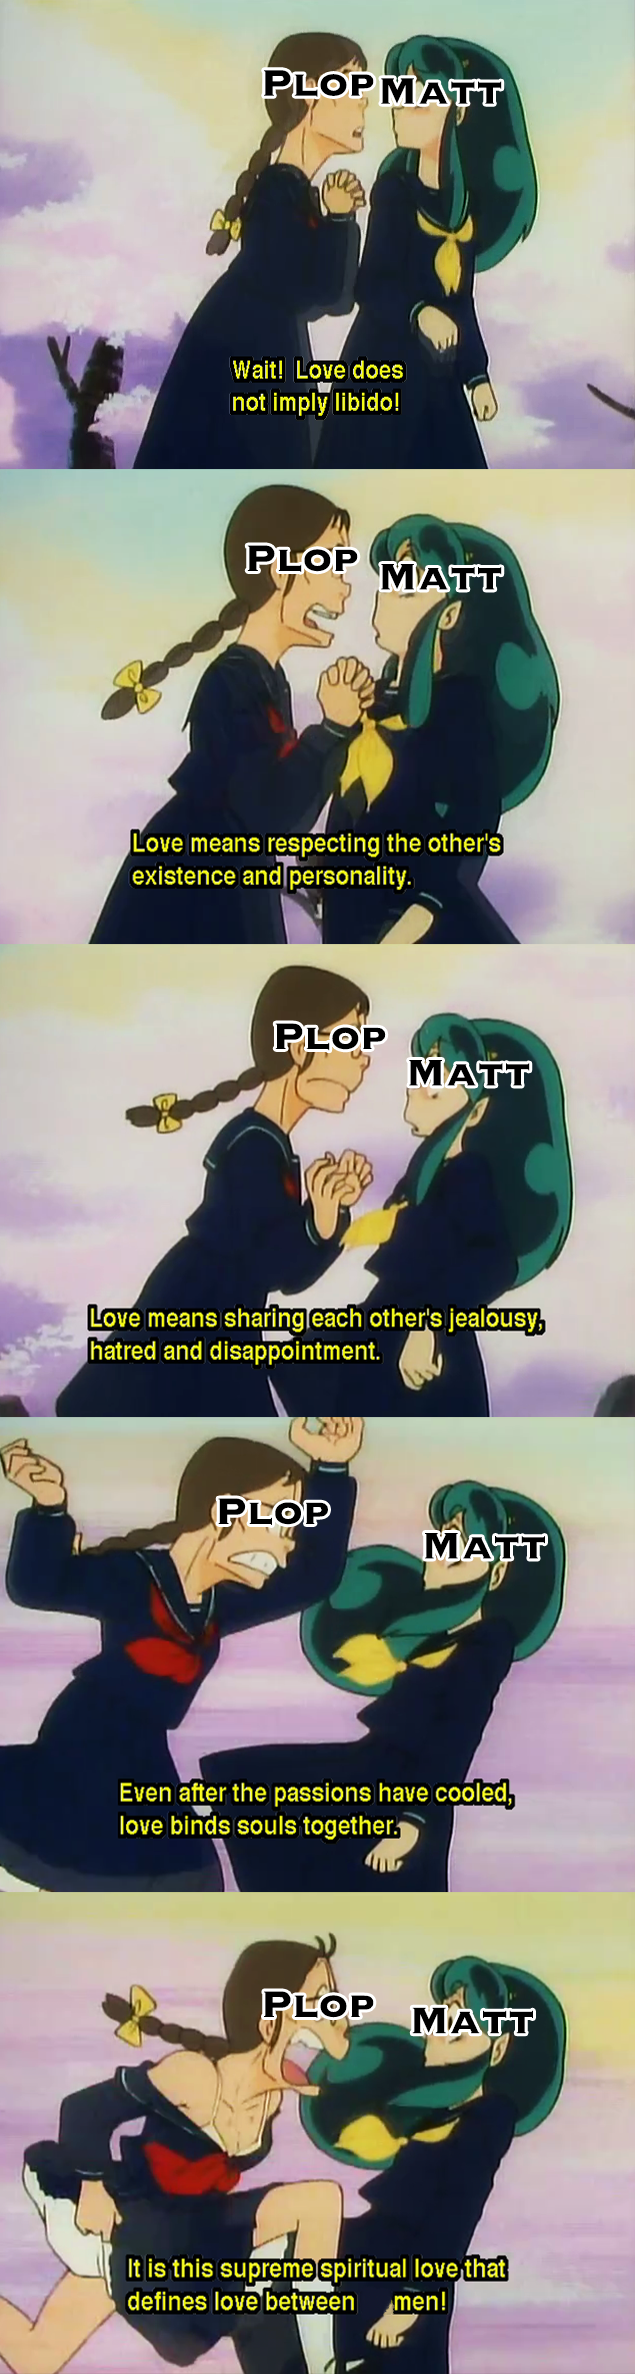 Plop Matt
Wait! Love does
not imply libido!
Plop
Matt
Love means respecting the other's
existence and personality.
Plop
Matt
Love means sharing each other's jealousy,
hatred and disappointment.
Plop
Matt
Even after the passions have cooled,
love binds souls together.
Plop
Matt
It is this supreme spiritual love that
defines love between men!